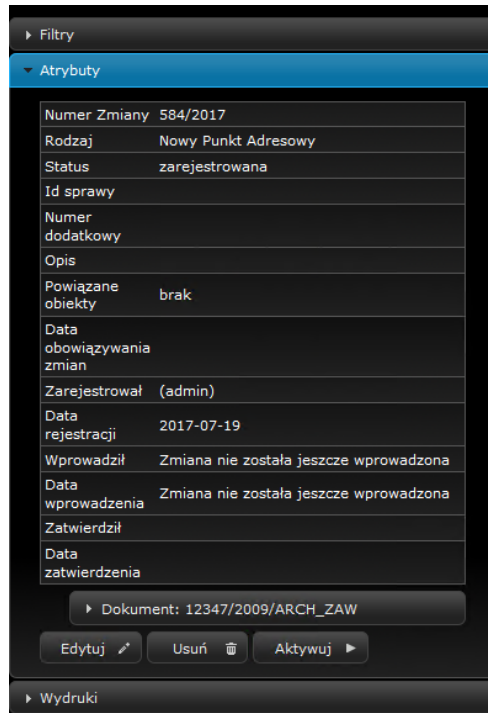 Filtry
Atrybuty
Numer Zmiany 584/2017
Rodzaj Nowy Punkt Adresowy
Status zarejestrowana
Id sprawy
Numer
dodatkowy
Opis
Powiązane
obiekty brak
Data
obowiązywania
zmian
Zarejestrował (admin)
Data
rejestracji 2017-07-19
Wprowadził Zmiana nie została jeszcze wprowadzona
Data
wprowadzenia Zmiana nie została jeszcze wprowadzona
Zatwierdził
Data
zatwierdzenia
Dokument: 12347/2009/ARCH_ZAW
Edytuj Usuń Aktywuj
Wydruki